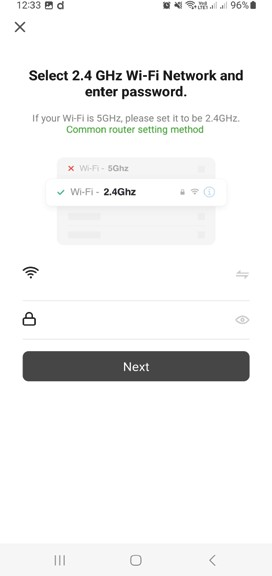 12:33 d 96%
Select 2.4 GHz Wi-Fi Network and
enter password.
If your Wi-Fi is 5GHz, please set it to be 2.4GHz.
Common router setting method
Wi-Fi - 5Ghz
Wi-Fi - 2.4Ghz
Next